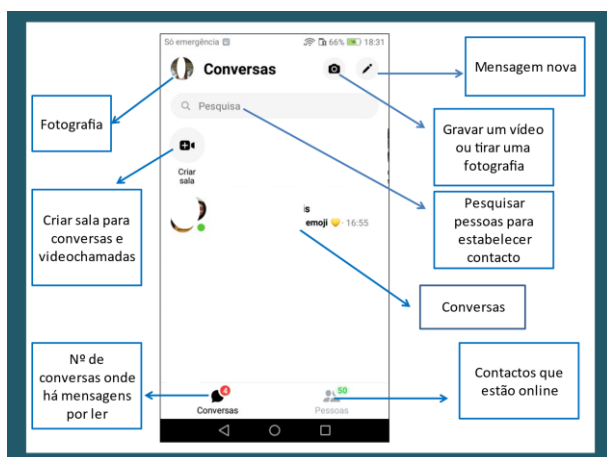 Só emergência 66% 18:31
Conversas
Pesquisa
Criar
sala
is
emoji 💛 · 16:55
4
Conversas
50
Pessoas
Fotografia
Criar sala para
conversas e
videochamadas
Nº de
conversas onde
há mensagens
por ler
Mensagem nova
Gravar um vídeo
ou tirar uma
fotografia
Pesquisar
pessoas para
estabelecer
contacto
Conversas
Contactos que
estão online